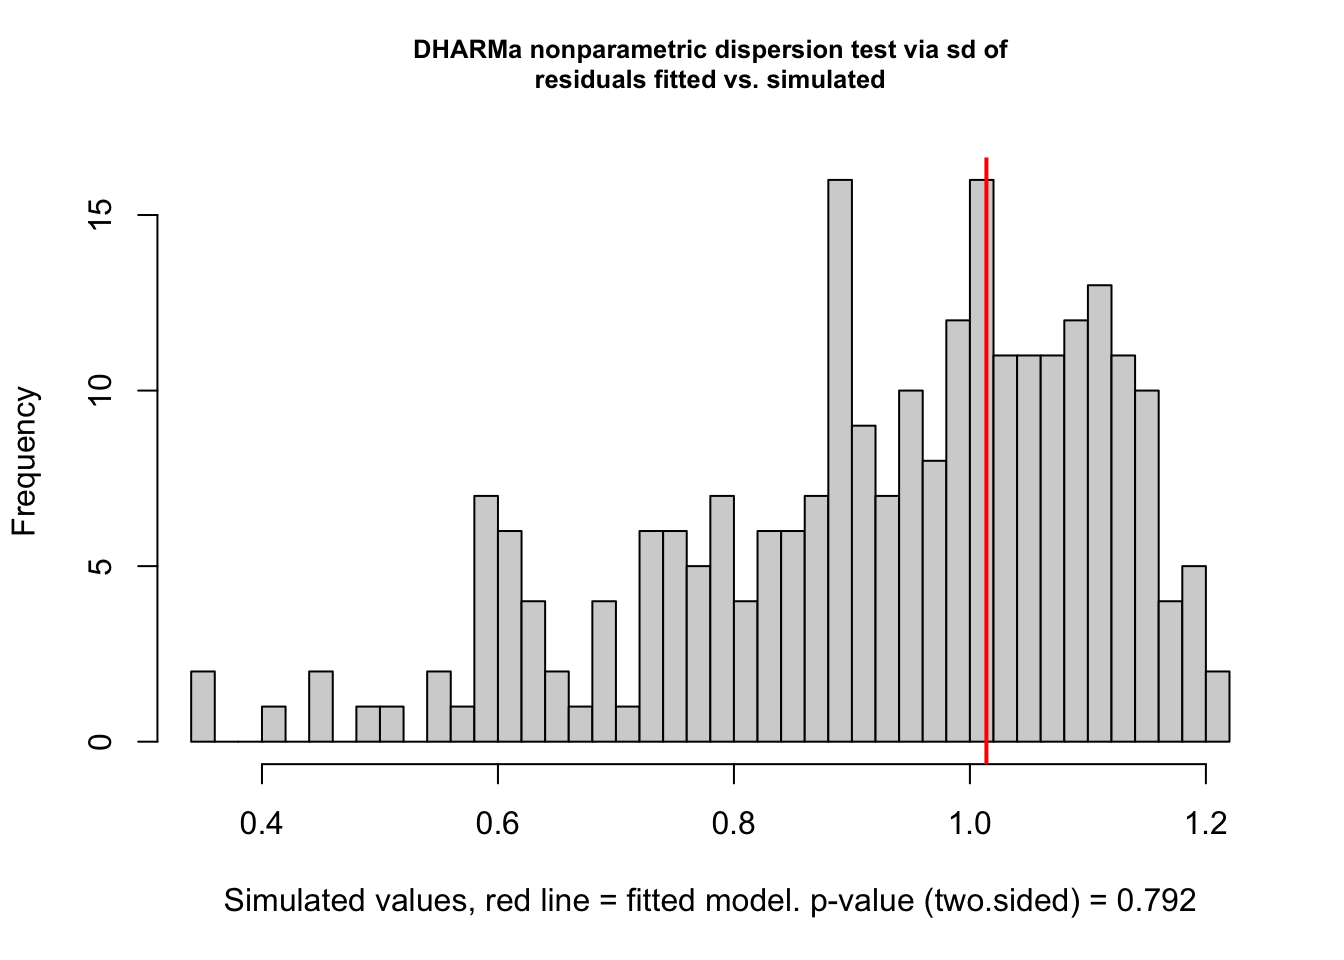 DHARMa nonparametric dispersion test via sd of
residuals fitted vs. simulated
Frequency
15
10
5
0
0.4 0.6 0.8 1.0 1.2
Simulated values, red line = fitted model. p-value (two.sided) = 0.792